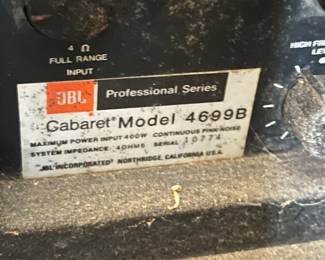 4 Ω
FULL RANGE
INPUT
HIGH FRE
LE
JBL Professional Series
Cabaret® Model 4699B
MAXIMUM POWER INPUT 400W CONTINUOUS PINK NOISE
SYSTEM IMPEDANCE 4OHMS SERIAL 10774
JBL INCORPORATED NORTHRIDGE, CALIFORNIA U.S.A.